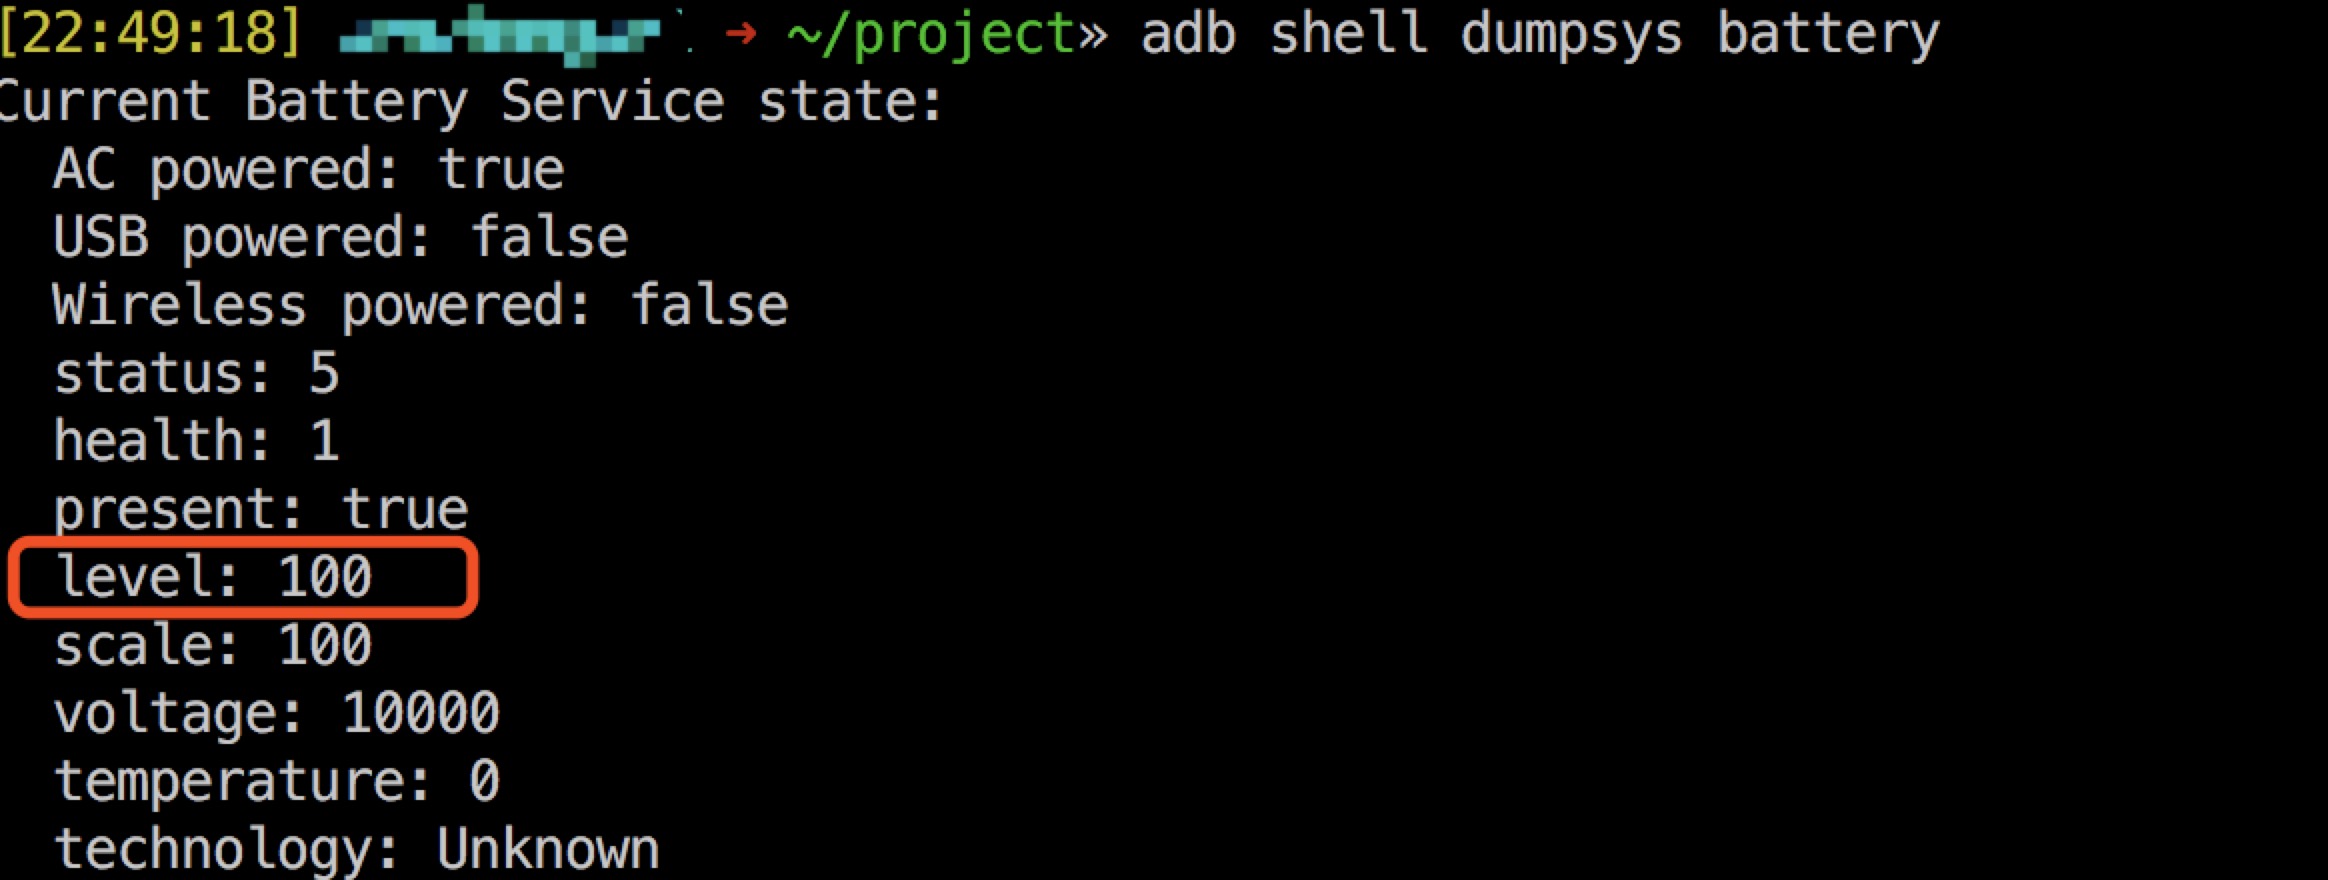 [22:49:18] ➜ ~/project» adb shell dumpsys battery
Current Battery Service state:
AC powered: true
USB powered: false
Wireless powered: false
status: 5
health: 1
present: true
level: 100
scale: 100
voltage: 10000
temperature: 0
technology: Unknown